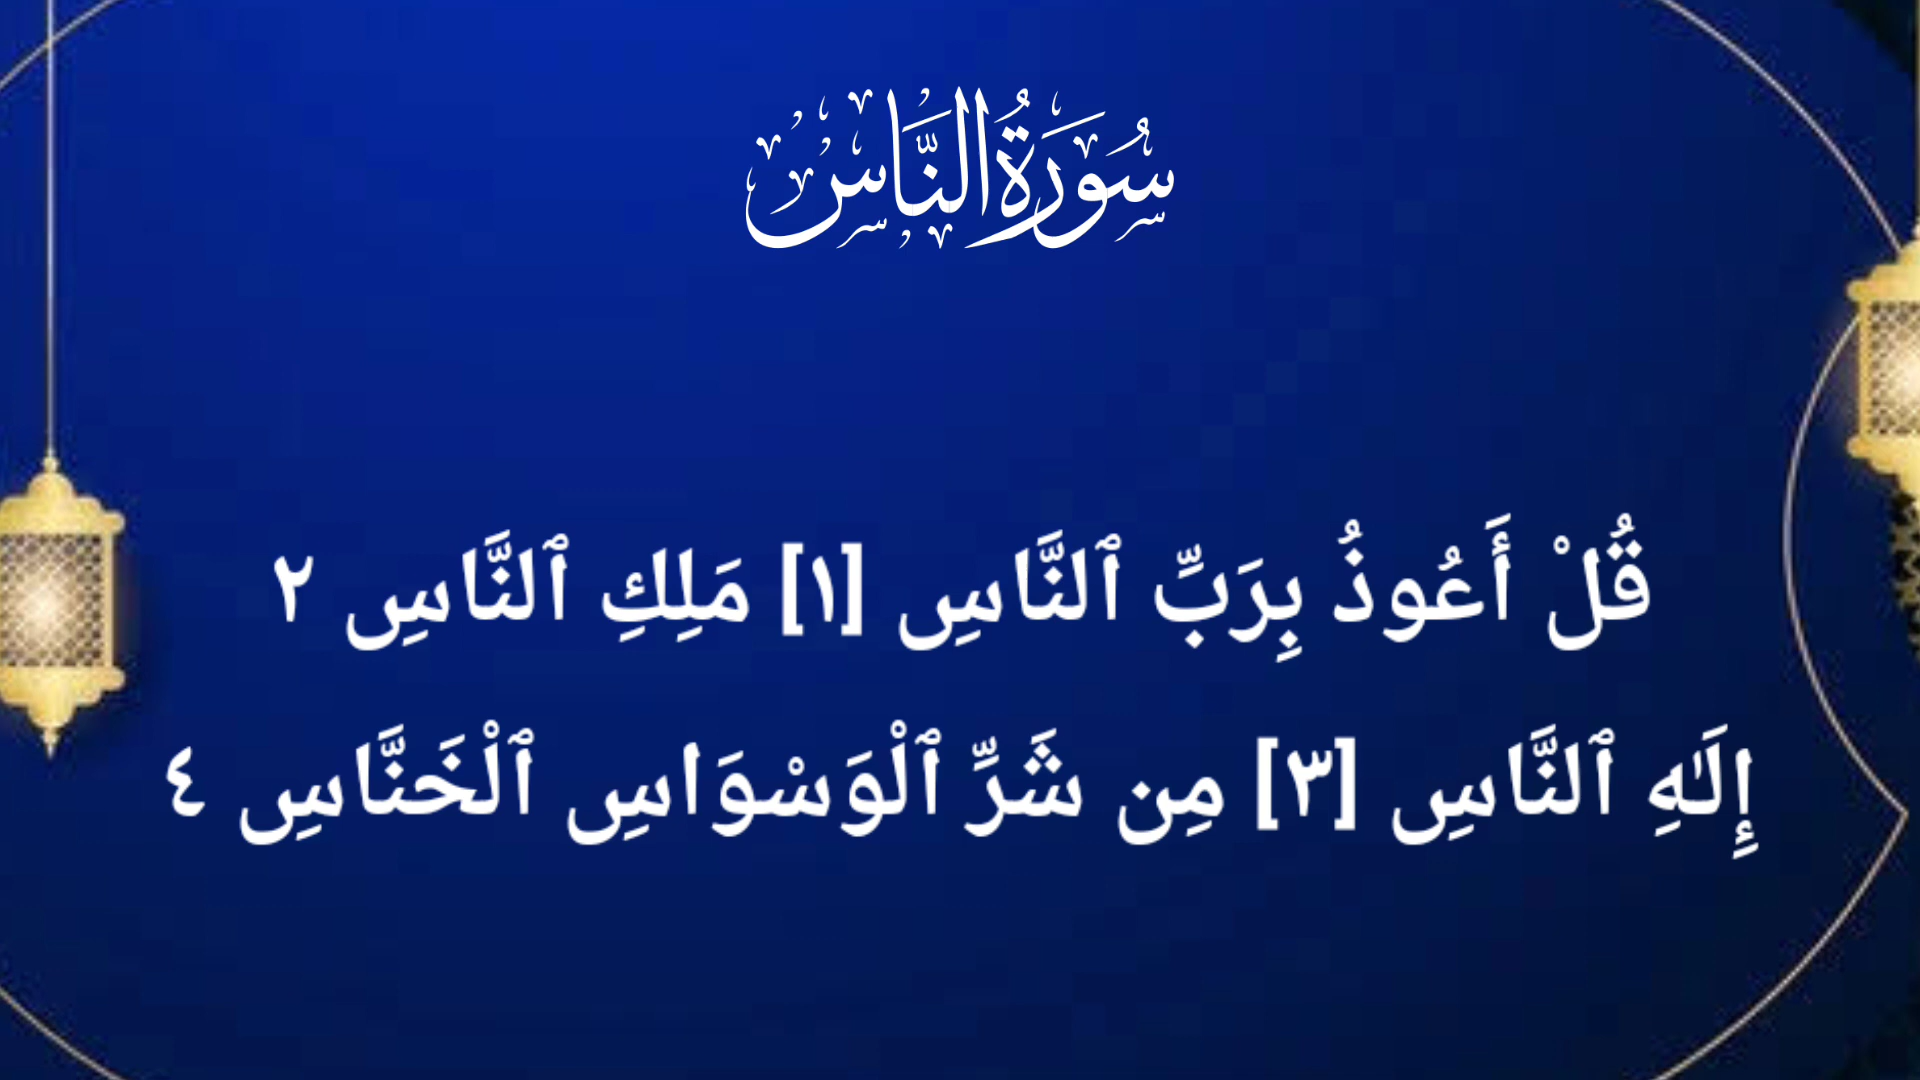 سُورَةُ النَّاسِ
قُلْ أَعُوذُ بِرَبِّ ٱلنَّاسِ [١] مَلِكِ ٱلنَّاسِ ٢
إِلَـٰهِ ٱلنَّاسِ [٣] مِن شَرِّ ٱلْوَسْوَاسِ ٱلْخَنَّاسِ ٤